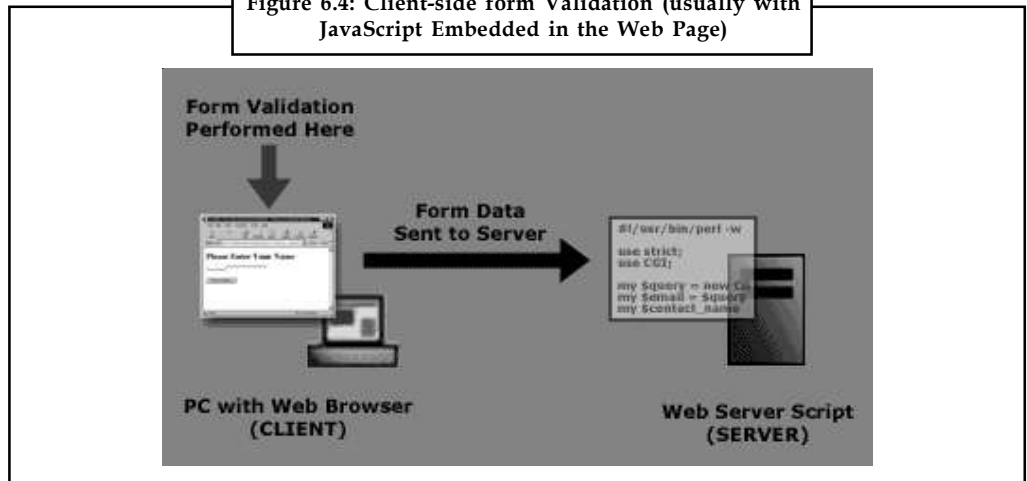 Figure 6.4: Client-side form Validation (usually with
JavaScript Embedded in the Web Page)
Form Validation
Performed Here
Form Data
Sent to Server
#!/usr/bin/perl -w
use strict;
use CGI;
my $query = new
my $email = $query
my $contact_name
Please Enter Your Name
PC with Web Browser
(CLIENT)
Web Server Script
(SERVER)